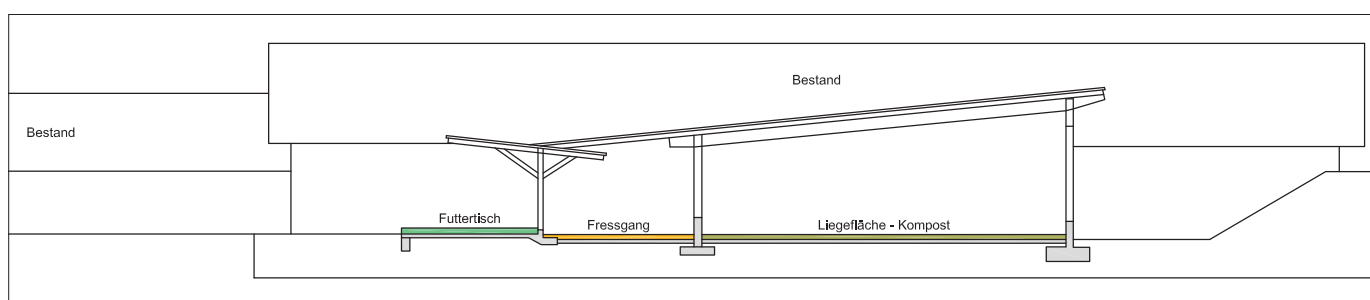 Bestand
Bestand
Futtertisch
Fressgang
Liegefläche - Kompost